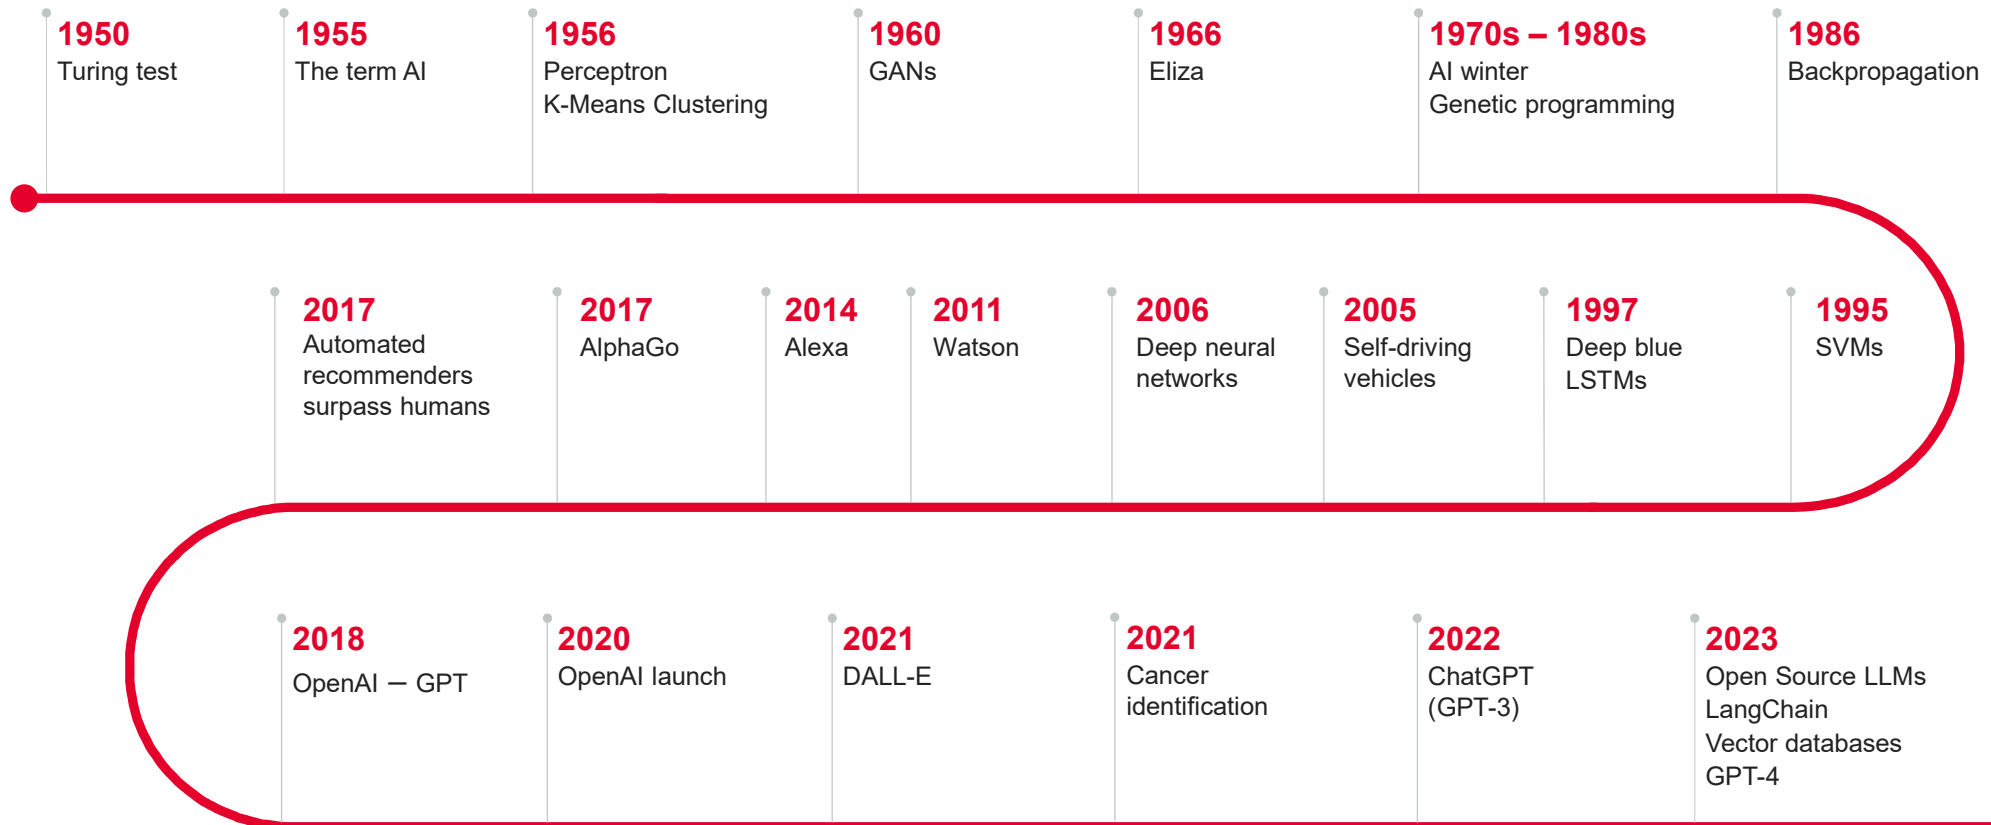 1950
Turing test
1955
The term AI
1956
Perceptron
K-Means Clustering
1960
GANs
1966
Eliza
1970s – 1980s
AI winter
Genetic programming
1986
Backpropagation
2017
Automated
recommenders
surpass humans
2017
AlphaGo
2014
Alexa
2011
Watson
2006
Deep neural
networks
2005
Self-driving
vehicles
1997
Deep blue
LSTMs
1995
SVMs
2018
OpenAI – GPT
2020
OpenAI launch
2021
DALL-E
2021
Cancer
identification
2022
ChatGPT
(GPT-3)
2023
Open Source LLMs
LangChain
Vector databases
GPT-4